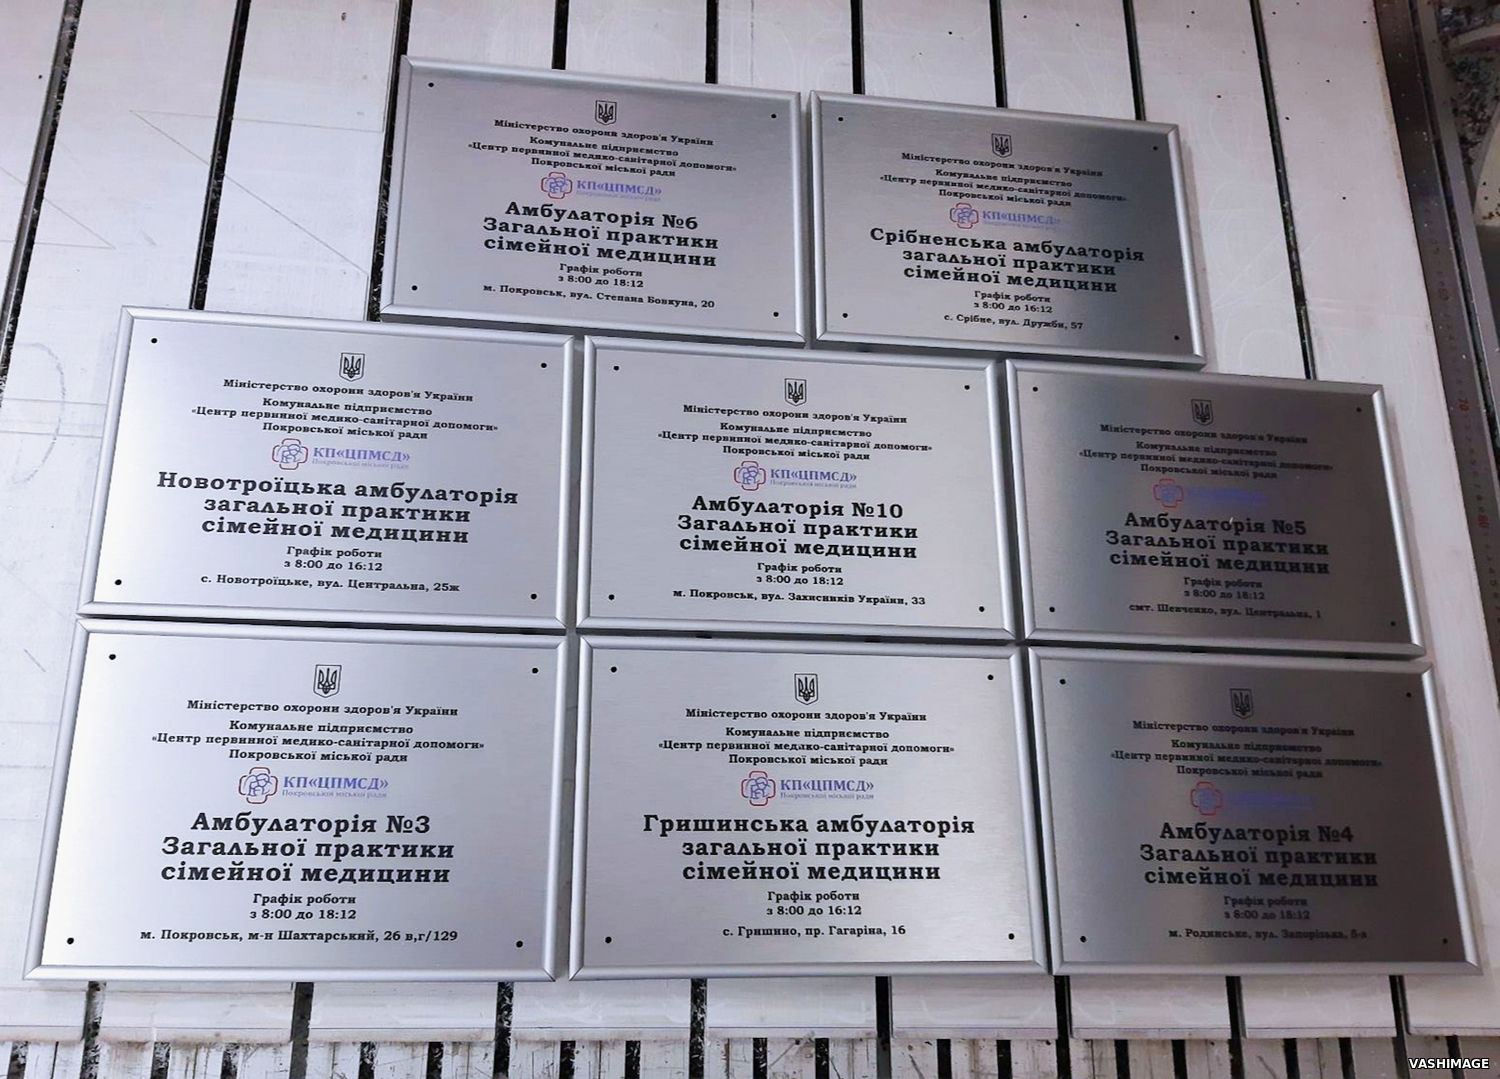 Міністерство охорони здоров'я України
Комунальне підприємство
«Центр первинної медико-санітарної допомоги»
Покровської міської ради
КП«ЦПМСД»
Покровської міської ради
Амбулаторія №6
Загальної практики
сімейної медицини
Графік роботи
з 8:00 до 18:12
м. Покровськ, вул. Степана Бовкуна, 20
Міністерство охорони здоров'я України
Комунальне підприємство
«Центр первинної медико-санітарної допомоги»
Покровської міської ради
КП«ЦПМСД»
Покровської міської ради
Срібненська амбулаторія
загальної практики
сімейної медицини
Графік роботи
з 8:00 до 16:12
с. Срібне, вул. Дружби, 57
Міністерство охорони здоров'я України
Комунальне підприємство
«Центр первинної медико-санітарної допомоги»
Покровської міської ради
КП«ЦПМСД»
Покровської міської ради
Новотроїцька амбулаторія
загальної практики
сімейної медицини
Графік роботи
з 8:00 до 16:12
с. Новотроїцьке, вул. Центральна, 25ж
Міністерство охорони здоров'я України
Комунальне підприємство
«Центр первинної медико-санітарної допомоги»
Покровської міської ради
КП«ЦПМСД»
Покровської міської ради
Амбулаторія №10
Загальної практики
сімейної медицини
Графік роботи
з 8:00 до 18:12
м. Покровськ, вул. Захисників України, 33
Міністерство охорони здоров'я України
Комунальне підприємство
«Центр первинної медико-санітарної допомоги»
Покровської міської ради
Амбулаторія №5
Загальної практики
сімейної медицини
Графік роботи
з 8:00 до 18:12
смт. Шевченко, вул. Центральна, 1
Міністерство охорони здоров'я України
Комунальне підприємство
«Центр первинної медико-санітарної допомоги»
Покровської міської ради
КП«ЦПМСД»
Покровської міської ради
Амбулаторія №3
Загальної практики
сімейної медицини
Графік роботи
з 8:00 до 18:12
м. Покровськ, м-н Шахтарський, 26 в,г/129
Міністерство охорони здоров'я України
Комунальне підприємство
«Центр первинної медико-санітарної допомоги»
Покровської міської ради
КП«ЦПМСД»
Покровської міської ради
Гришинська амбулаторія
загальної практики
сімейної медицини
Графік роботи
з 8:00 до 16:12
с. Гришино, пр. Гагаріна, 16
Міністерство охорони здоров'я України
Комунальне підприємство
«Центр первинної медико-санітарної допомоги»
Покровської міської ради
Амбулаторія №4
Загальної практики
сімейної медицини
Графік роботи
з 8:00 до 18:12
м. Родинське, вул. Запорізька,
VASHIMAGE